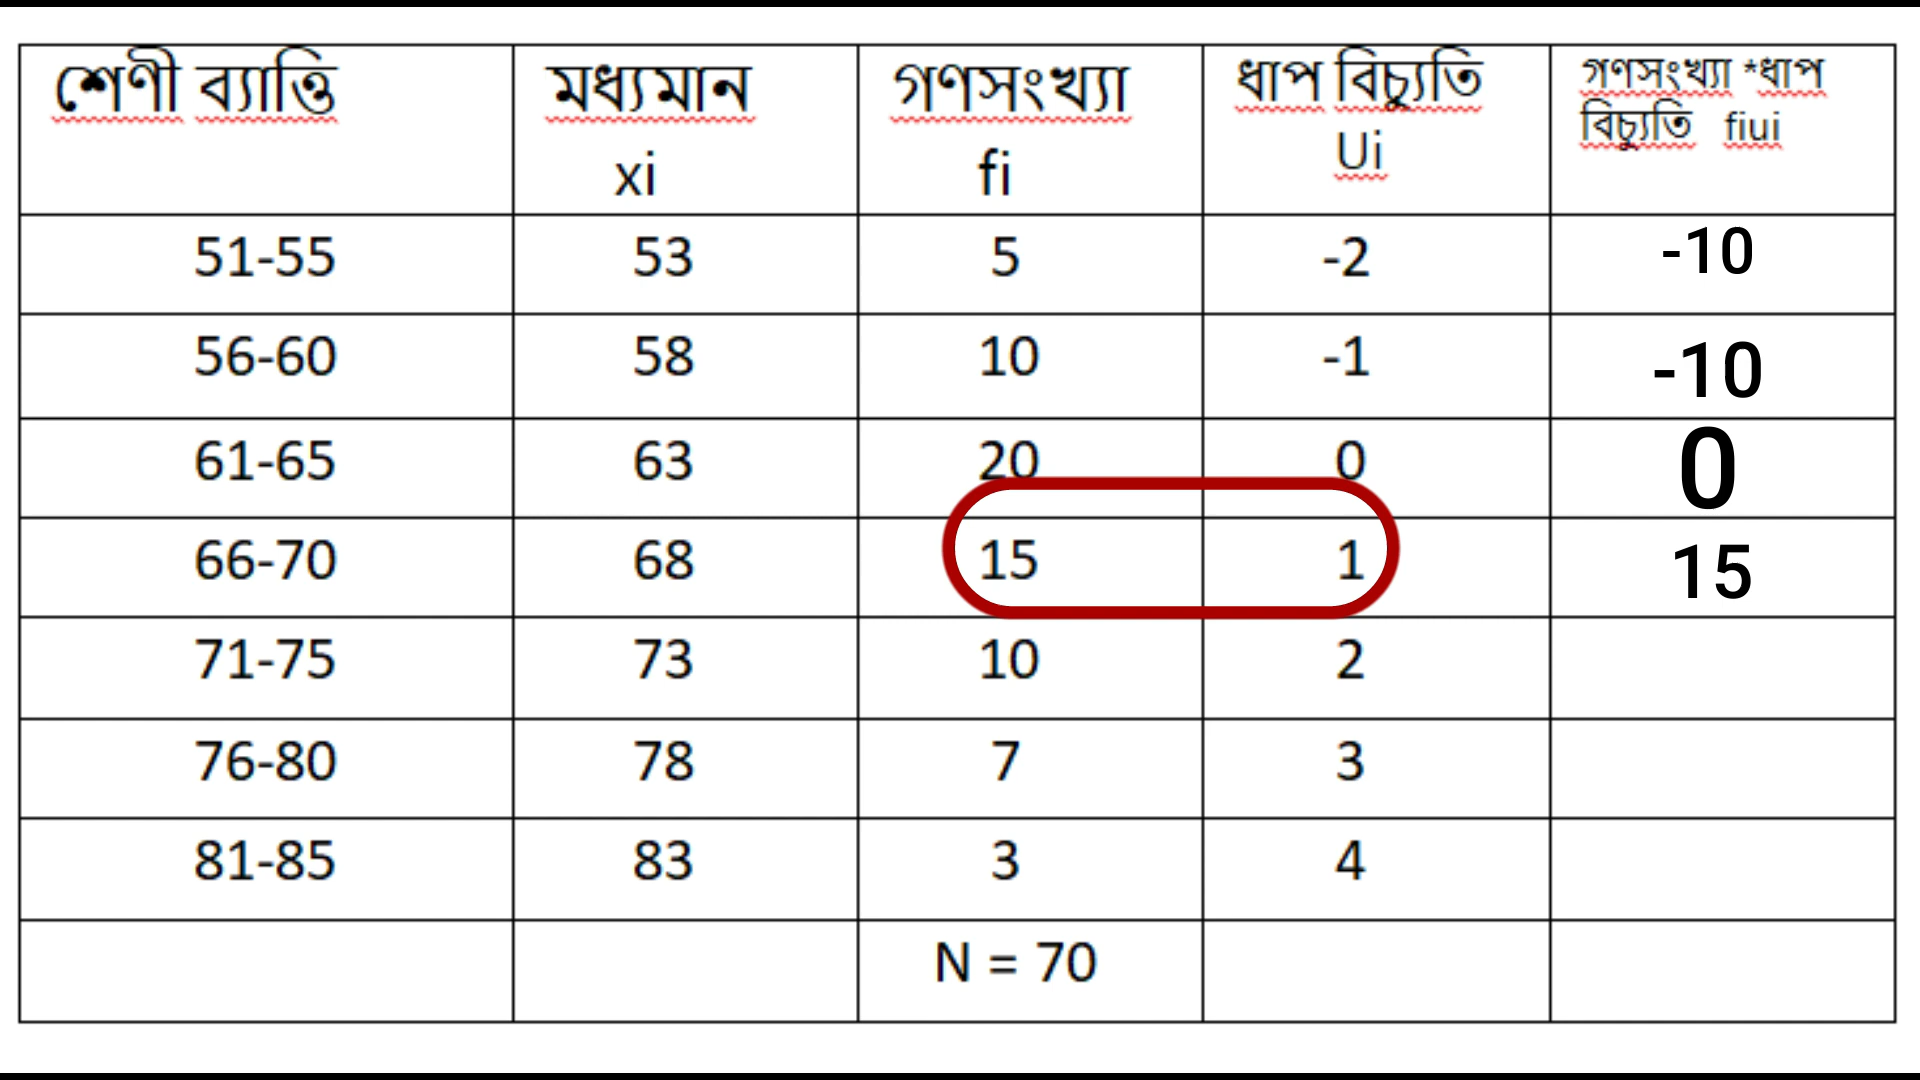 শেণী ব্যাত্তি মধ্যমান গণসংখ্যা ধাপ বিচ্যুতি গণসংখ্যা *ধাপ
xi fi Ui বিচ্যুতি fiui
51-55 53 5 -2 -10
56-60 58 10 -1 -10
61-65 63 20 0 0
66-70 68 15 1 15
71-75 73 10 2
76-80 78 7 3
81-85 83 3 4
N = 70